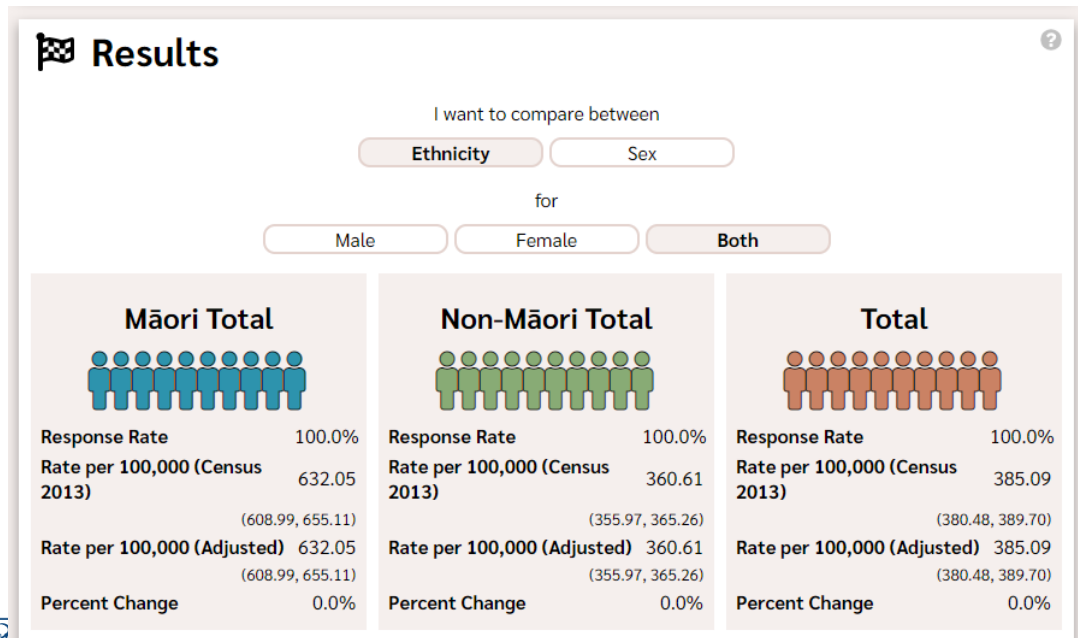 Results
I want to compare between
Ethnicity Sex
for
Male Female Both
Māori Total
Response Rate 100.0%
Rate per 100,000 (Census
2013) 632.05
(608.99, 655.11)
Rate per 100,000 (Adjusted) 632.05
(608.99, 655.11)
Percent Change 0.0%
Non-Māori Total
Response Rate 100.0%
Rate per 100,000 (Census
2013) 360.61
(355.97, 365.26)
Rate per 100,000 (Adjusted) 360.61
(355.97, 365.26)
Percent Change 0.0%
Total
Response Rate 100.0%
Rate per 100,000 (Census
2013) 385.09
(380.48, 389.70)
Rate per 100,000 (Adjusted) 385.09
(380.48, 389.70)
Percent Change 0.0%